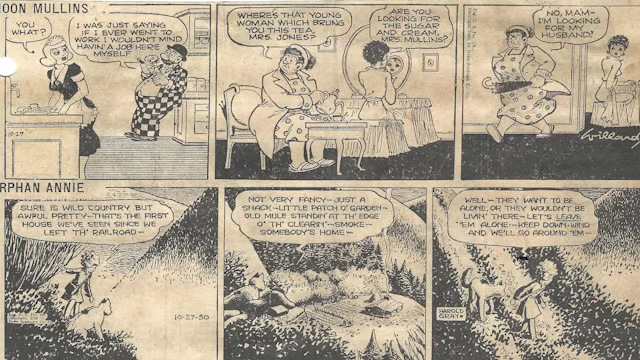 MOON MULLINS
YOU
WHAT?
I WAS JUST SAYING
IF I EVER WENT TO
WORK I WOULDN'T MIND
HAVIN' A JOB HERE
MYSELF
10-27
WHERE'S THAT YOUNG
WOMAN WHICH BRUNG
YOU THIS TEA,
MRS. JONES?
ARE YOU
LOOKING FOR
THE SUGAR
AND CREAM,
MRS. MULLINS?
NO, MAM-
I'M LOOKING
FOR MY
HUSBAND!
Willard
RPHAN ANNIE
SURE IS WILD COUNTRY BUT
AWFUL PRETTY--THAT'S THE FIRST
HOUSE WE'VE SEEN SINCE WE
LEFT TH' RAILROAD--
10-27-30
NOT VERY FANCY--JUST A
SHACK--LITTLE PATCH O' GARDEN--
OLD MULE STANDIN' AT TH' EDGE
O' TH' CLEARIN'--SMOKE--
SOMEBODY'S HOME--
WELL--THEY WANT TO BE
ALONE, OR THEY WOULDN'T BE
LIVIN' THERE--LET'S LEAVE
'EM ALONE--KEEP DOWN-WIND
AND WE'LL GO AROUND 'EM--
HAROLD
GRAY